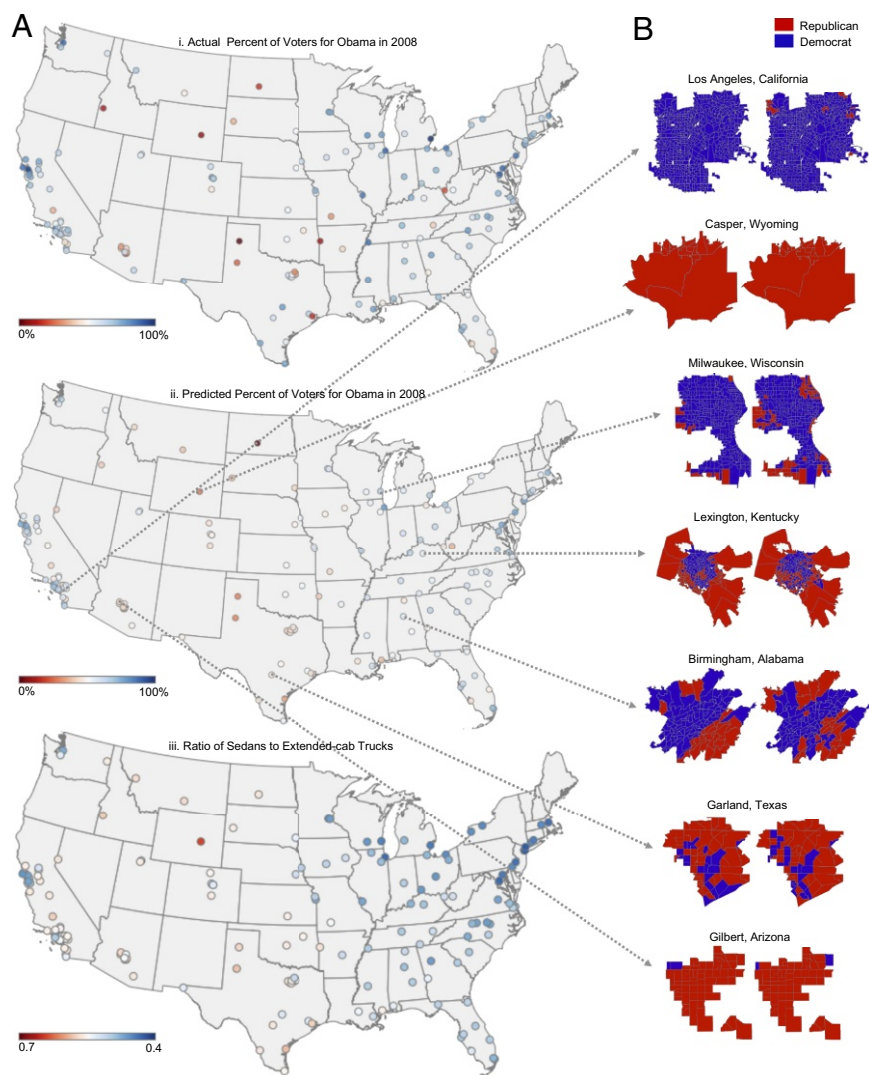 A
i. Actual Percent of Voters for Obama in 2008
0%
100%
ii. Predicted Percent of Voters for Obama in 2008
0%
100%
iii. Ratio of Sedans to Extended-cab Trucks
0.7
0.4
B
Republican
Democrat
Los Angeles, California
Casper, Wyoming
Milwaukee, Wisconsin
Lexington, Kentucky
Birmingham, Alabama
Garland, Texas
Gilbert, Arizona